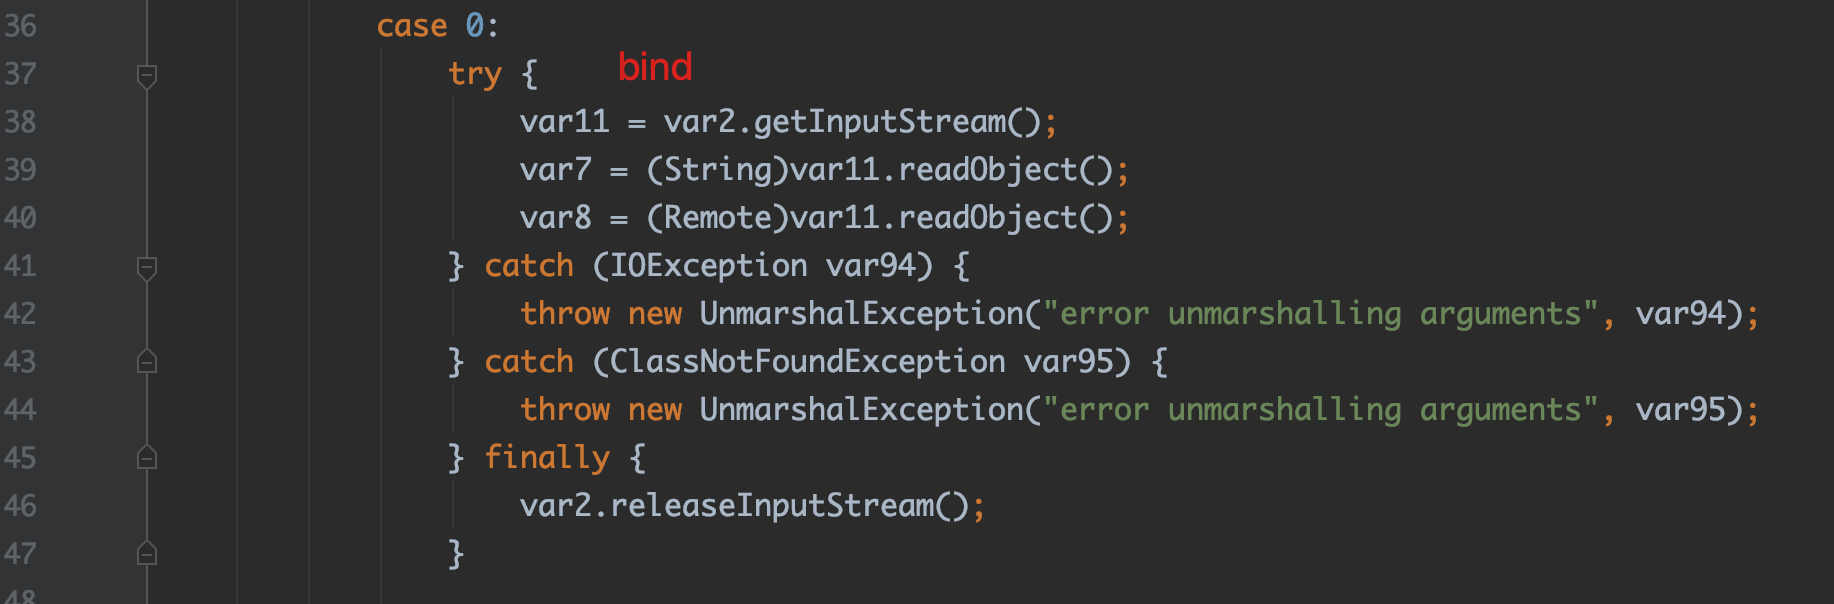 36 case 0:
37 try { bind
38 var11 = var2.getInputStream();
39 var7 = (String)var11.readObject();
40 var8 = (Remote)var11.readObject();
41 } catch (IOException var94) {
42 throw new UnmarshalException("error unmarshalling arguments", var94);
43 } catch (ClassNotFoundException var95) {
44 throw new UnmarshalException("error unmarshalling arguments", var95);
45 } finally {
46 var2.releaseInputStream();
47 }
48